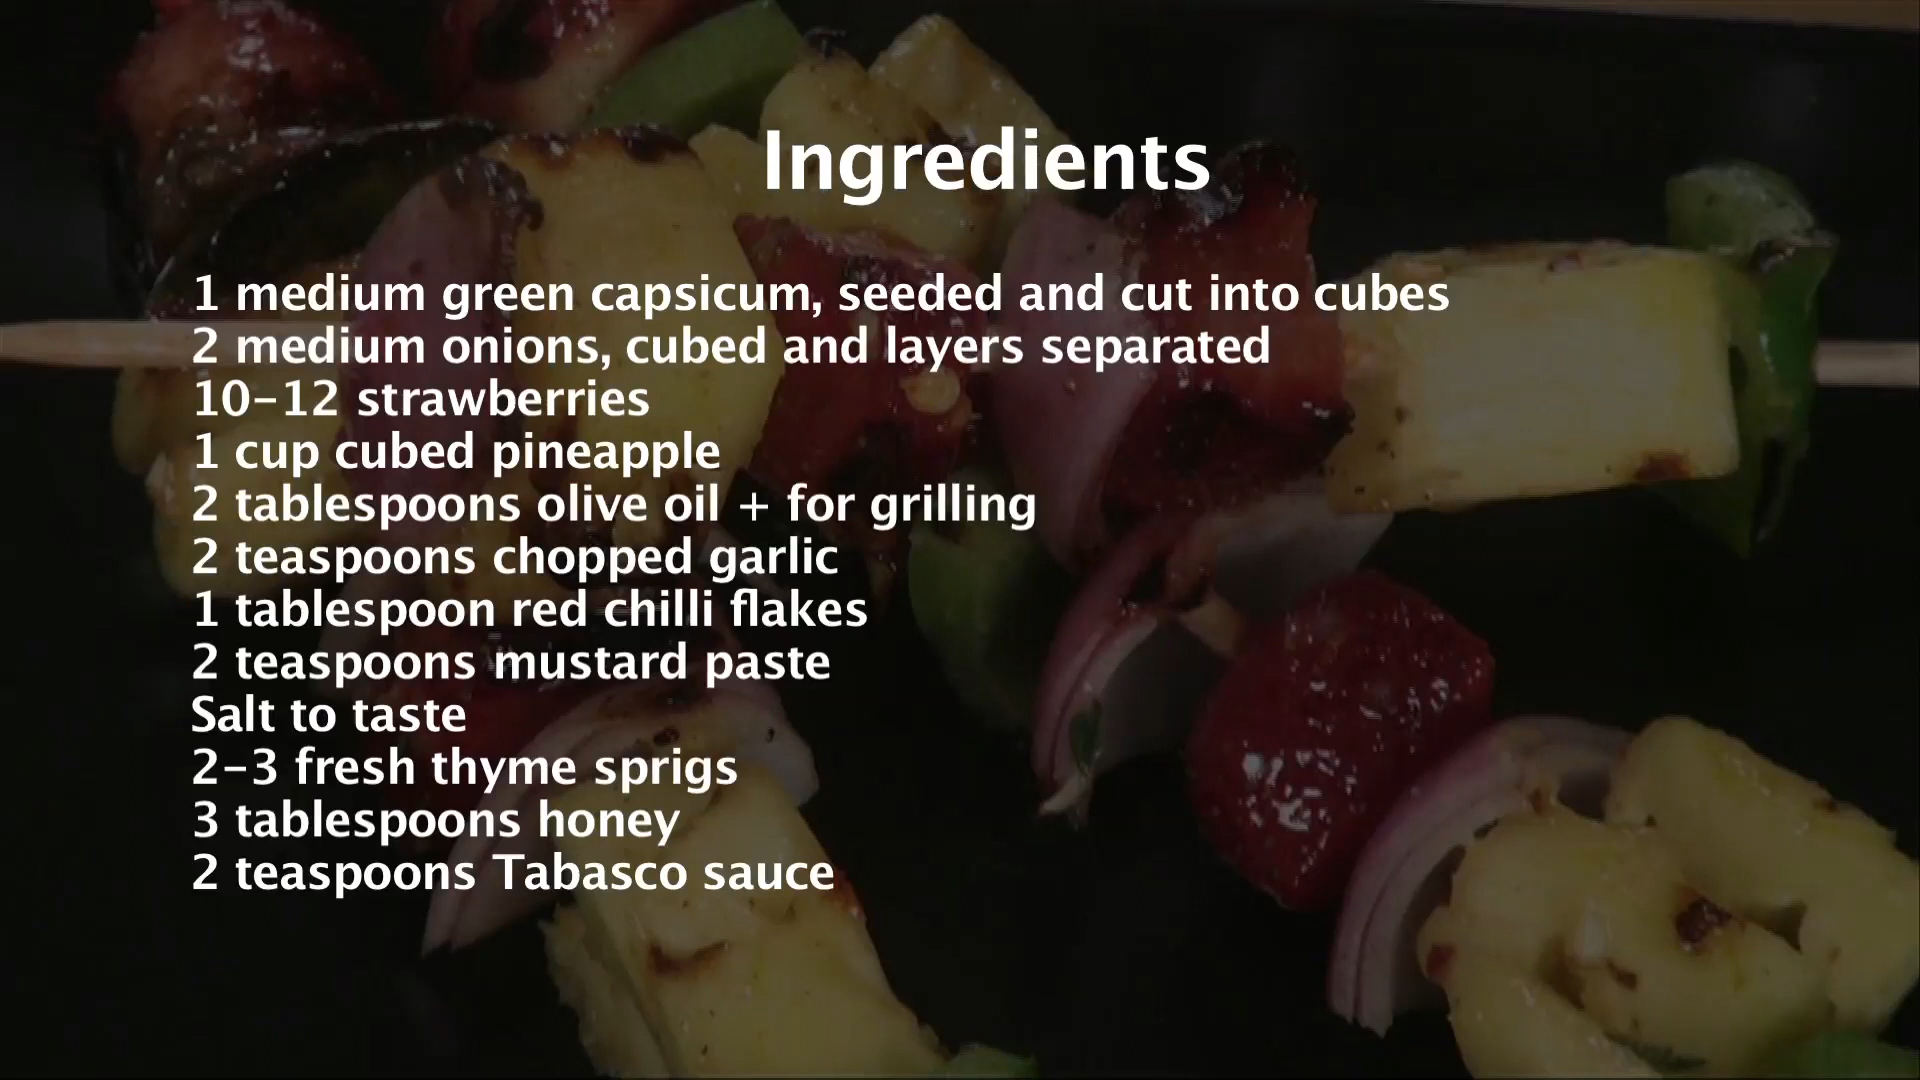 Ingredients
1 medium green capsicum, seeded and cut into cubes
2 medium onions, cubed and layers separated
10-12 strawberries
1 cup cubed pineapple
2 tablespoons olive oil + for grilling
2 teaspoons chopped garlic
1 tablespoon red chilli flakes
2 teaspoons mustard paste
Salt to taste
2-3 fresh thyme sprigs
3 tablespoons honey
2 teaspoons Tabasco sauce